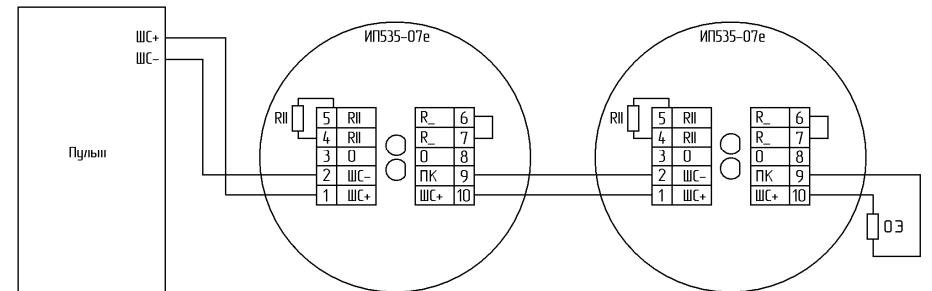 ШС+
ШС–
Пульт
ИП535-07е
RII
5 RII
4 RII
3 0
2 ШС–
1 ШС+
R_ 6
R_ 7
0 8
ПК 9
ШС+ 10
ИП535-07е
RII
5 RII
4 RII
3 0
2 ШС–
1 ШС+
R_ 6
R_ 7
0 8
ПК 9
ШС+ 10
ОЭ